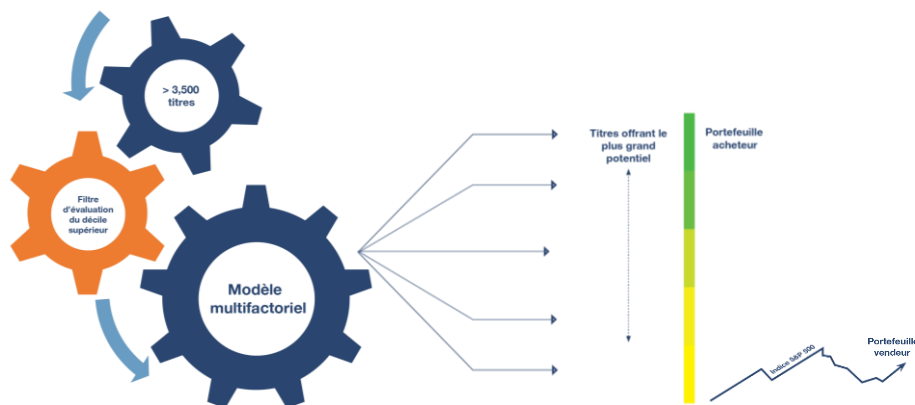 > 3,500
titres
Filtre
d'évaluation
du décile
supérieur
Modèle
multifactoriel
Titres offrant le
plus grand
potentiel
Portefeuille
acheteur
Indice S&P 500
Portefeuille
vendeur